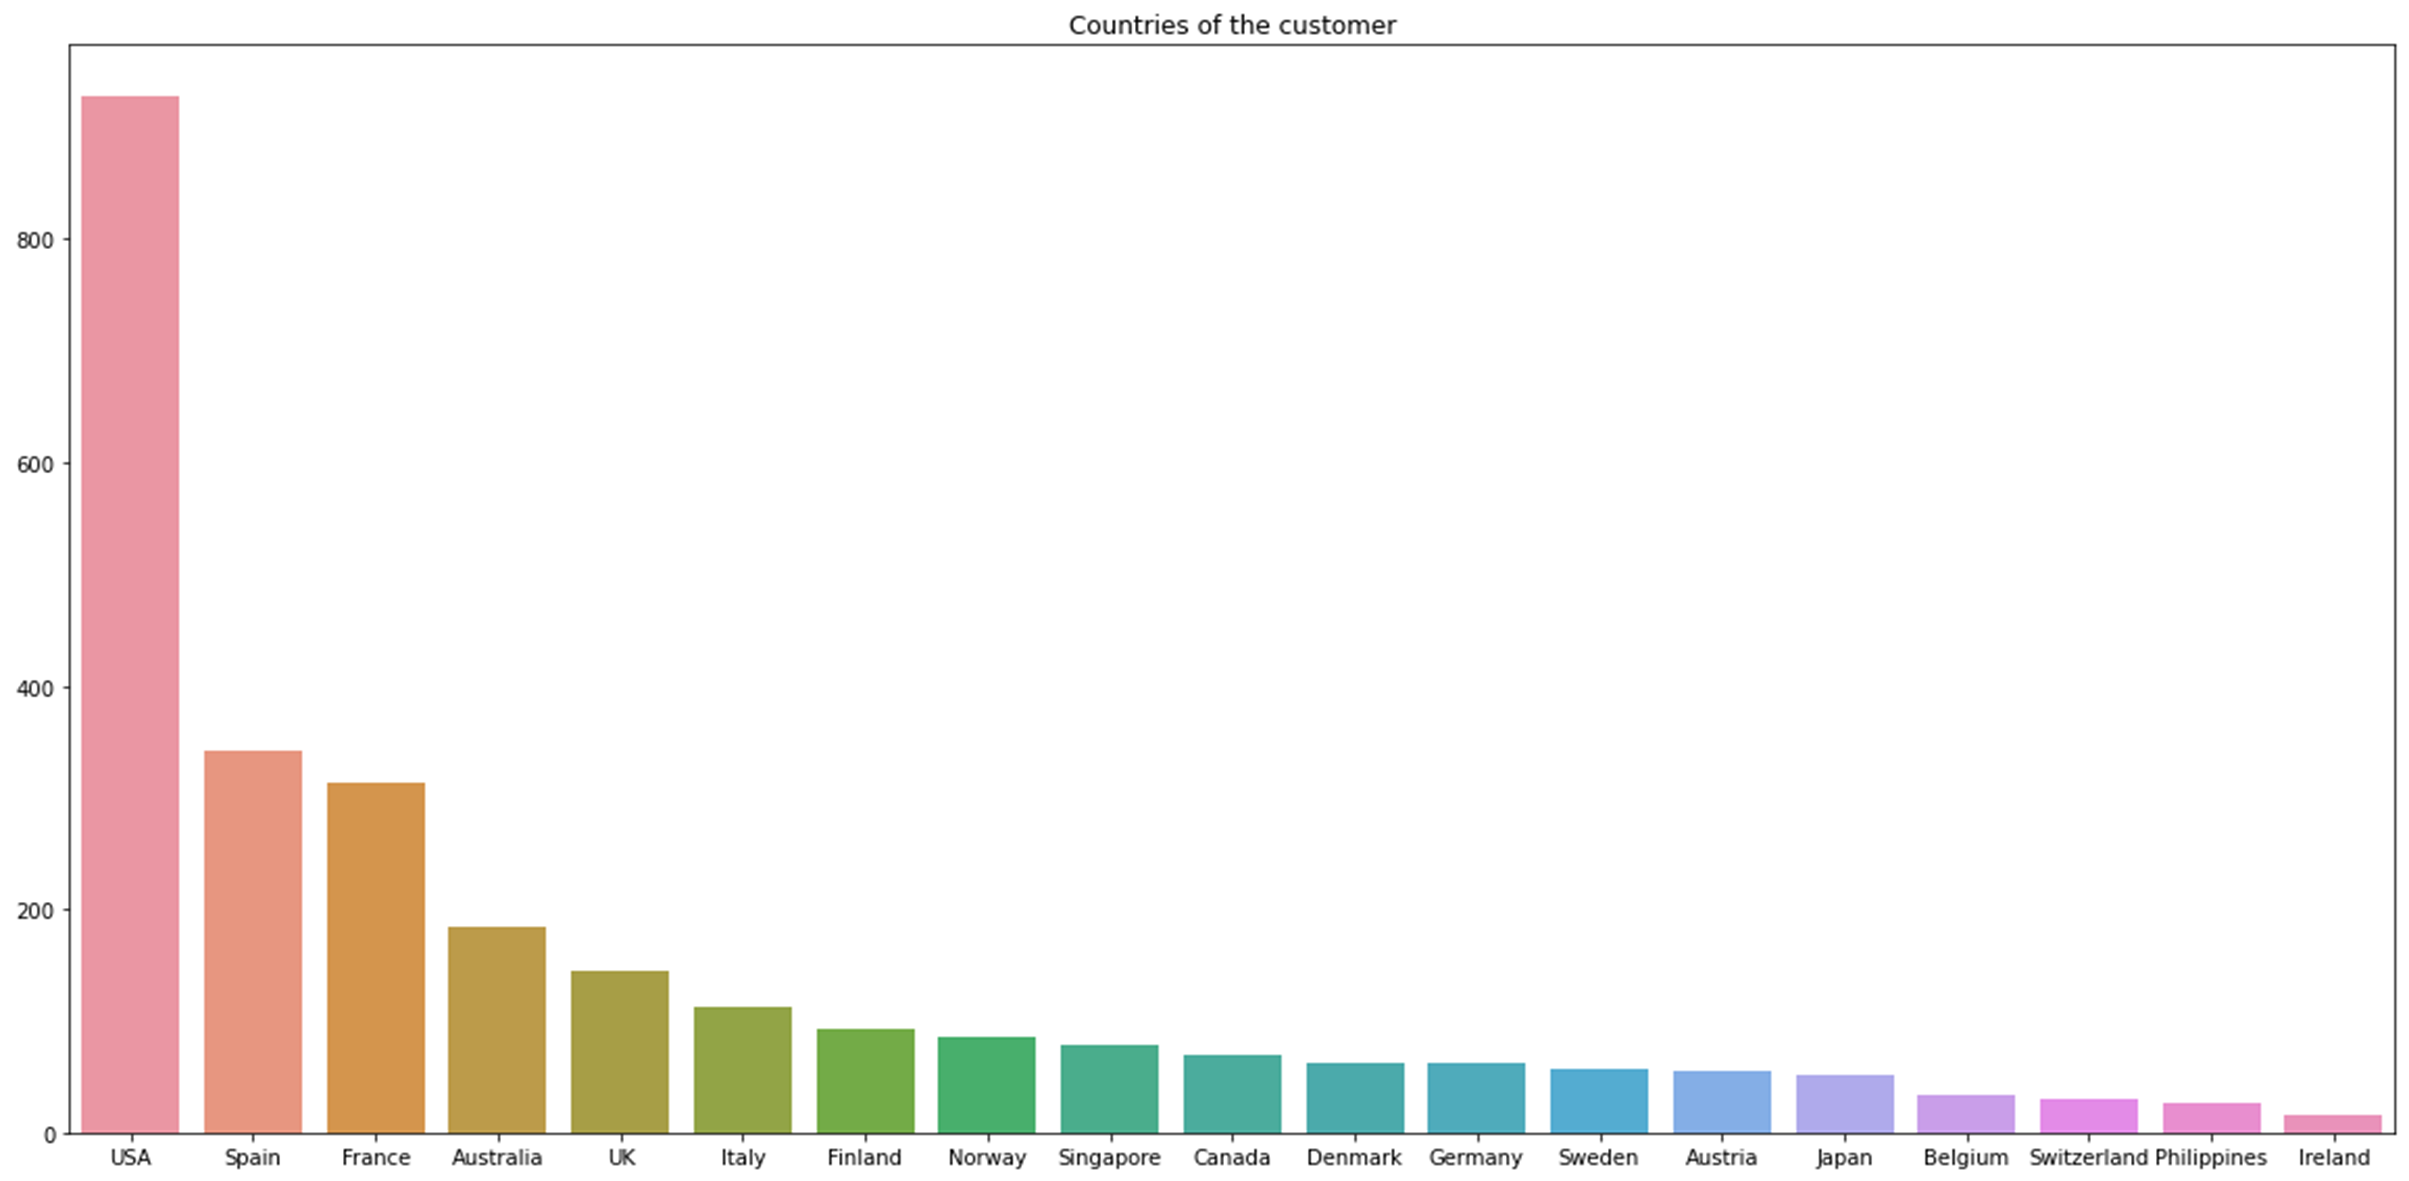 Countries of the customer
800
600
400
200
0
USA Spain France Australia UK Italy Finland Norway Singapore Canada Denmark Germany Sweden Austria Japan Belgium Switzerland Philippines Ireland